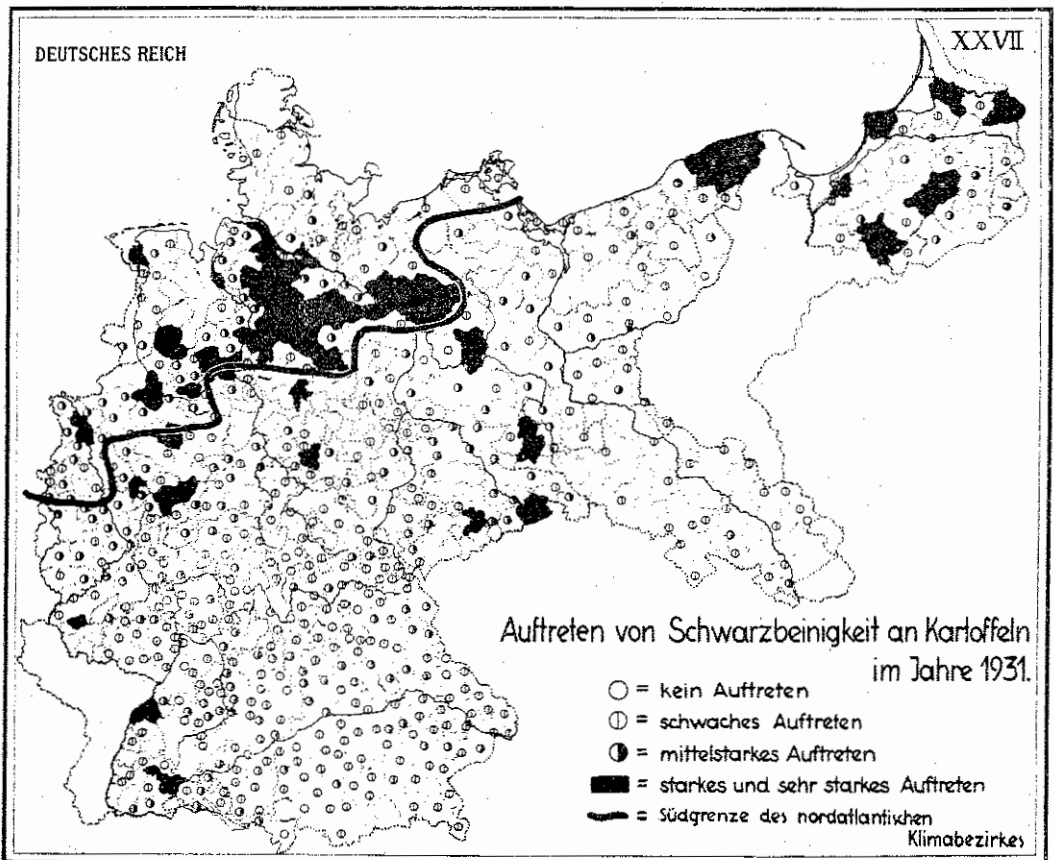 DEUTSCHES REICH
XXVII
Auftreten von Schwarzbeinigkeit an Kartoffeln
im Jahre 1931.
= kein Auftreten
= schwaches Auftreten
= mittelstarkes Auftreten
= starkes und sehr starkes Auftreten
= Südgrenze des nordatlantischen
Klimabezirkes